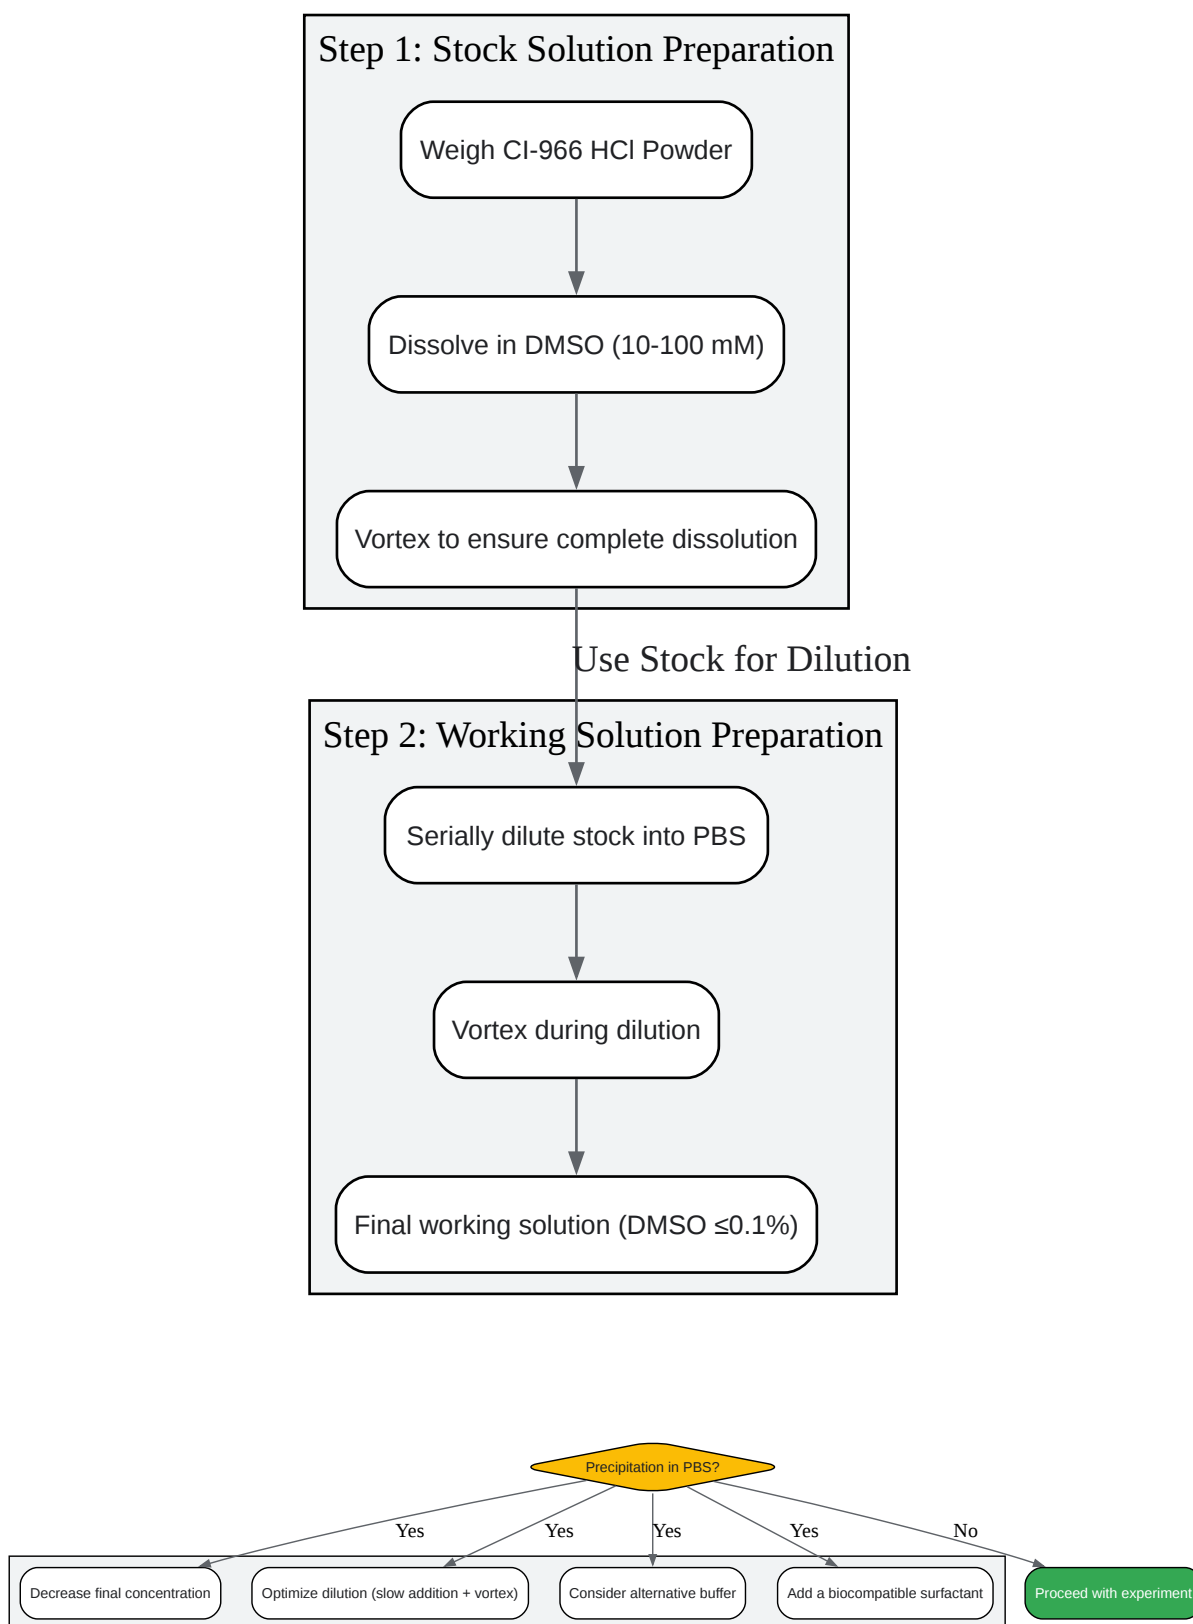 Step 1: Stock Solution Preparation
Weigh CI-966 HCl Powder
Dissolve in DMSO (10-100 mM)
Vortex to ensure complete dissolution
Use Stock for Dilution
Step 2: Working Solution Preparation
Serially dilute stock into PBS
Vortex during dilution
Final working solution (DMSO ≤0.1%)
Precipitation in PBS?
Yes Yes Yes Yes No
Decrease final concentration
Optimize dilution (slow addition + vortex)
Consider alternative buffer
Add a biocompatible surfactant
Proceed with experiment